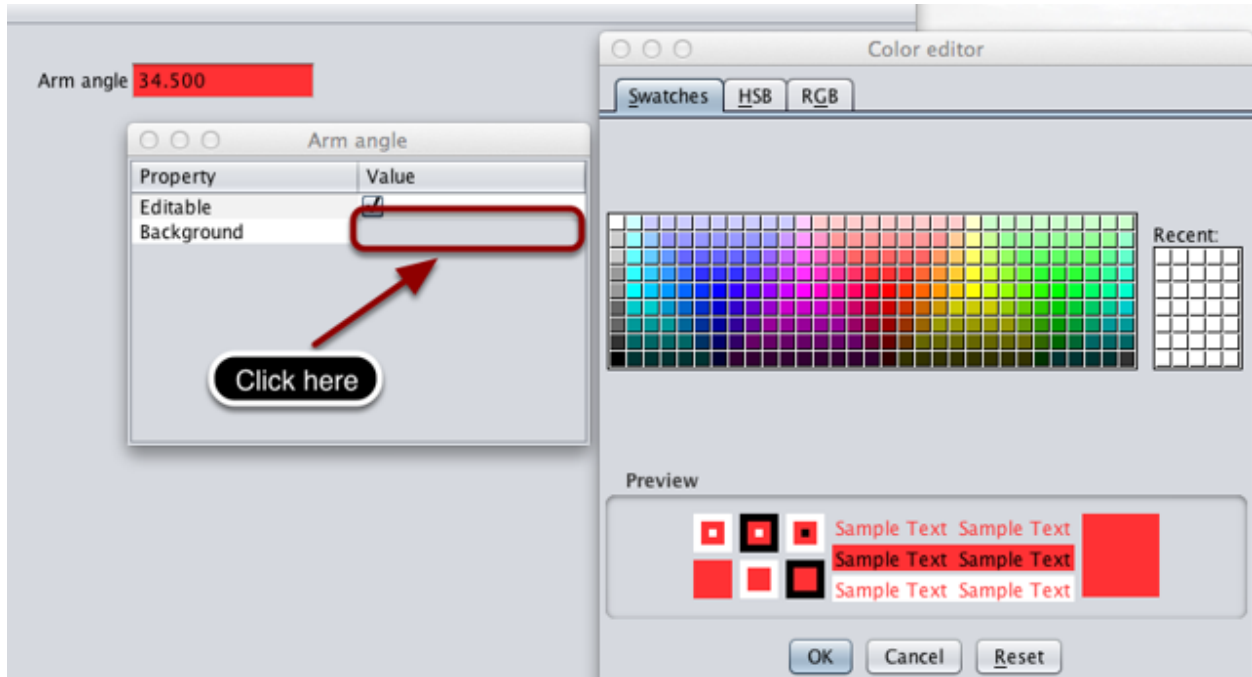 Arm angle 34.500
Arm angle
Property Value
Editable
Background
Click here
Color editor
Swatches HSB RGB
Recent:
Preview
Sample Text Sample Text
Sample Text Sample Text
Sample Text Sample Text
OK Cancel Reset